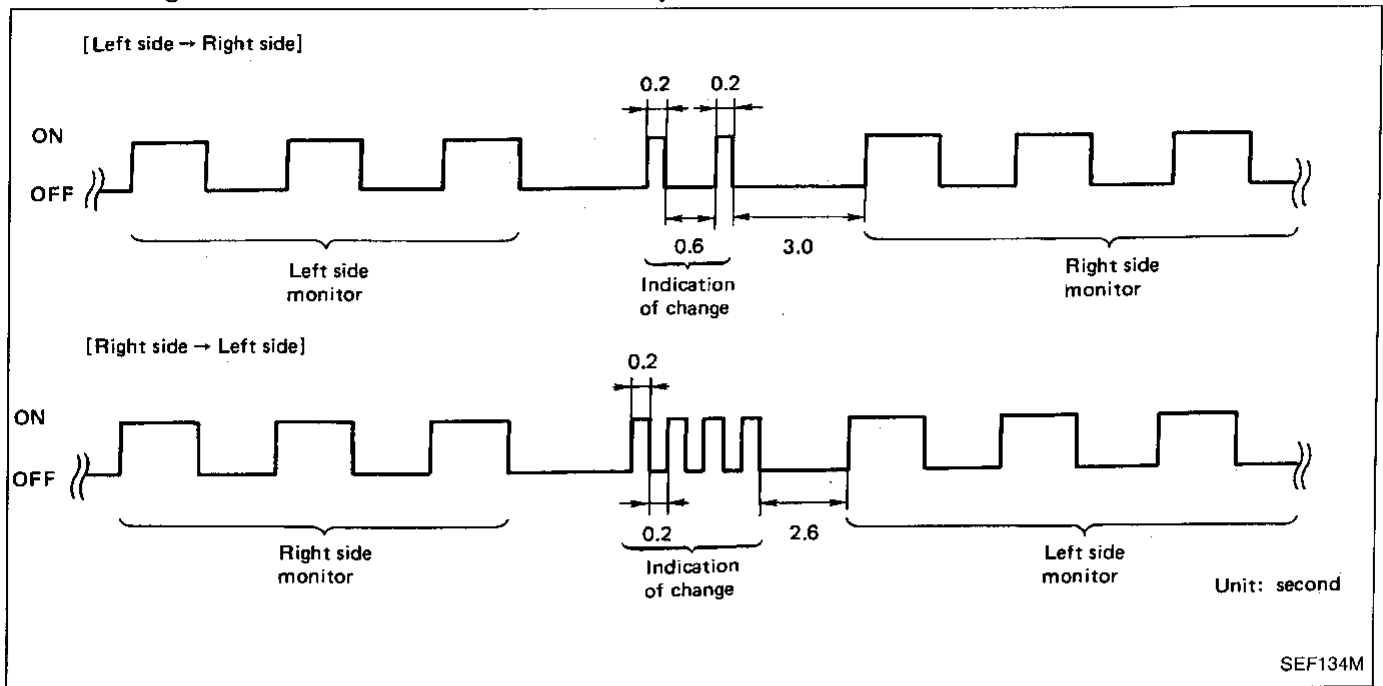 [Left side → Right side]
0.2 0.2
ON
OFF
0.6 3.0
Left side
monitor
Indication
of change
Right side
monitor
[Right side → Left side]
0.2
ON
OFF
0.2 2.6
Right side
monitor
Indication
of change
Left side
monitor
Unit: second
SEF134M